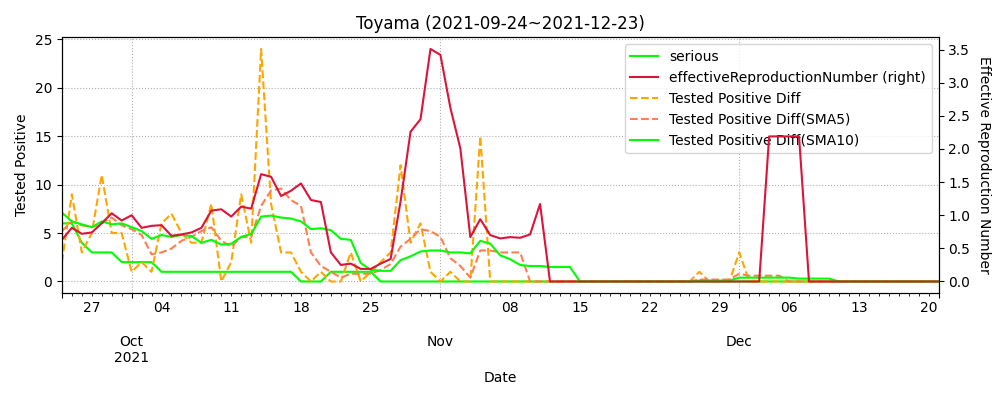 Toyama (2021-09-24~2021-12-23)
25
20
15
10
5
0
Tested Positive
3.5
3.0
2.5
2.0
1.5
1.0
0.5
0.0
Effective Reproduction Number
serious
effectiveReproductionNumber (right)
Tested Positive Diff
Tested Positive Diff(SMA5)
Tested Positive Diff(SMA10)
27 04 11 18 25 08 15 22 29 06 13 20
Oct Nov Dec
2021
Date